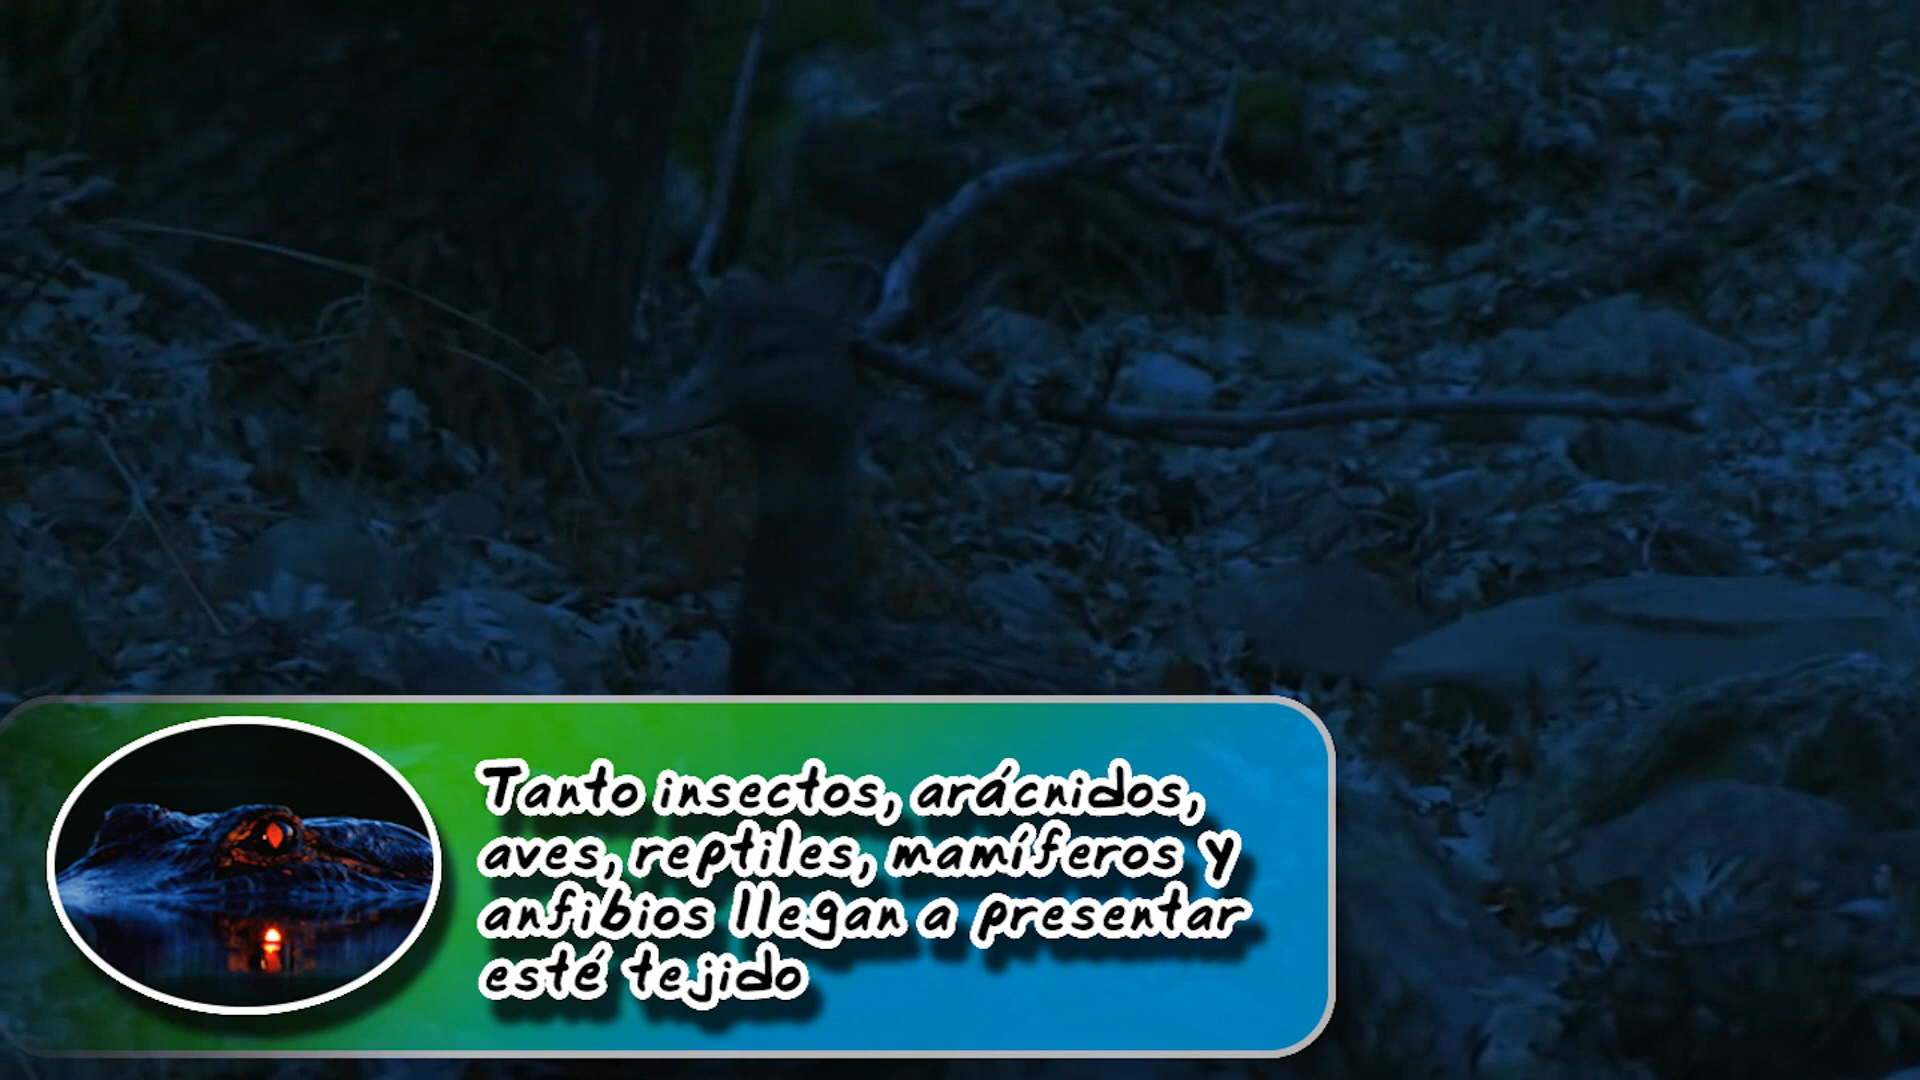 Tanto insectos, arácnidos,
aves, reptiles, mamíferos y
anfibios llegan a presentar
esté tejido